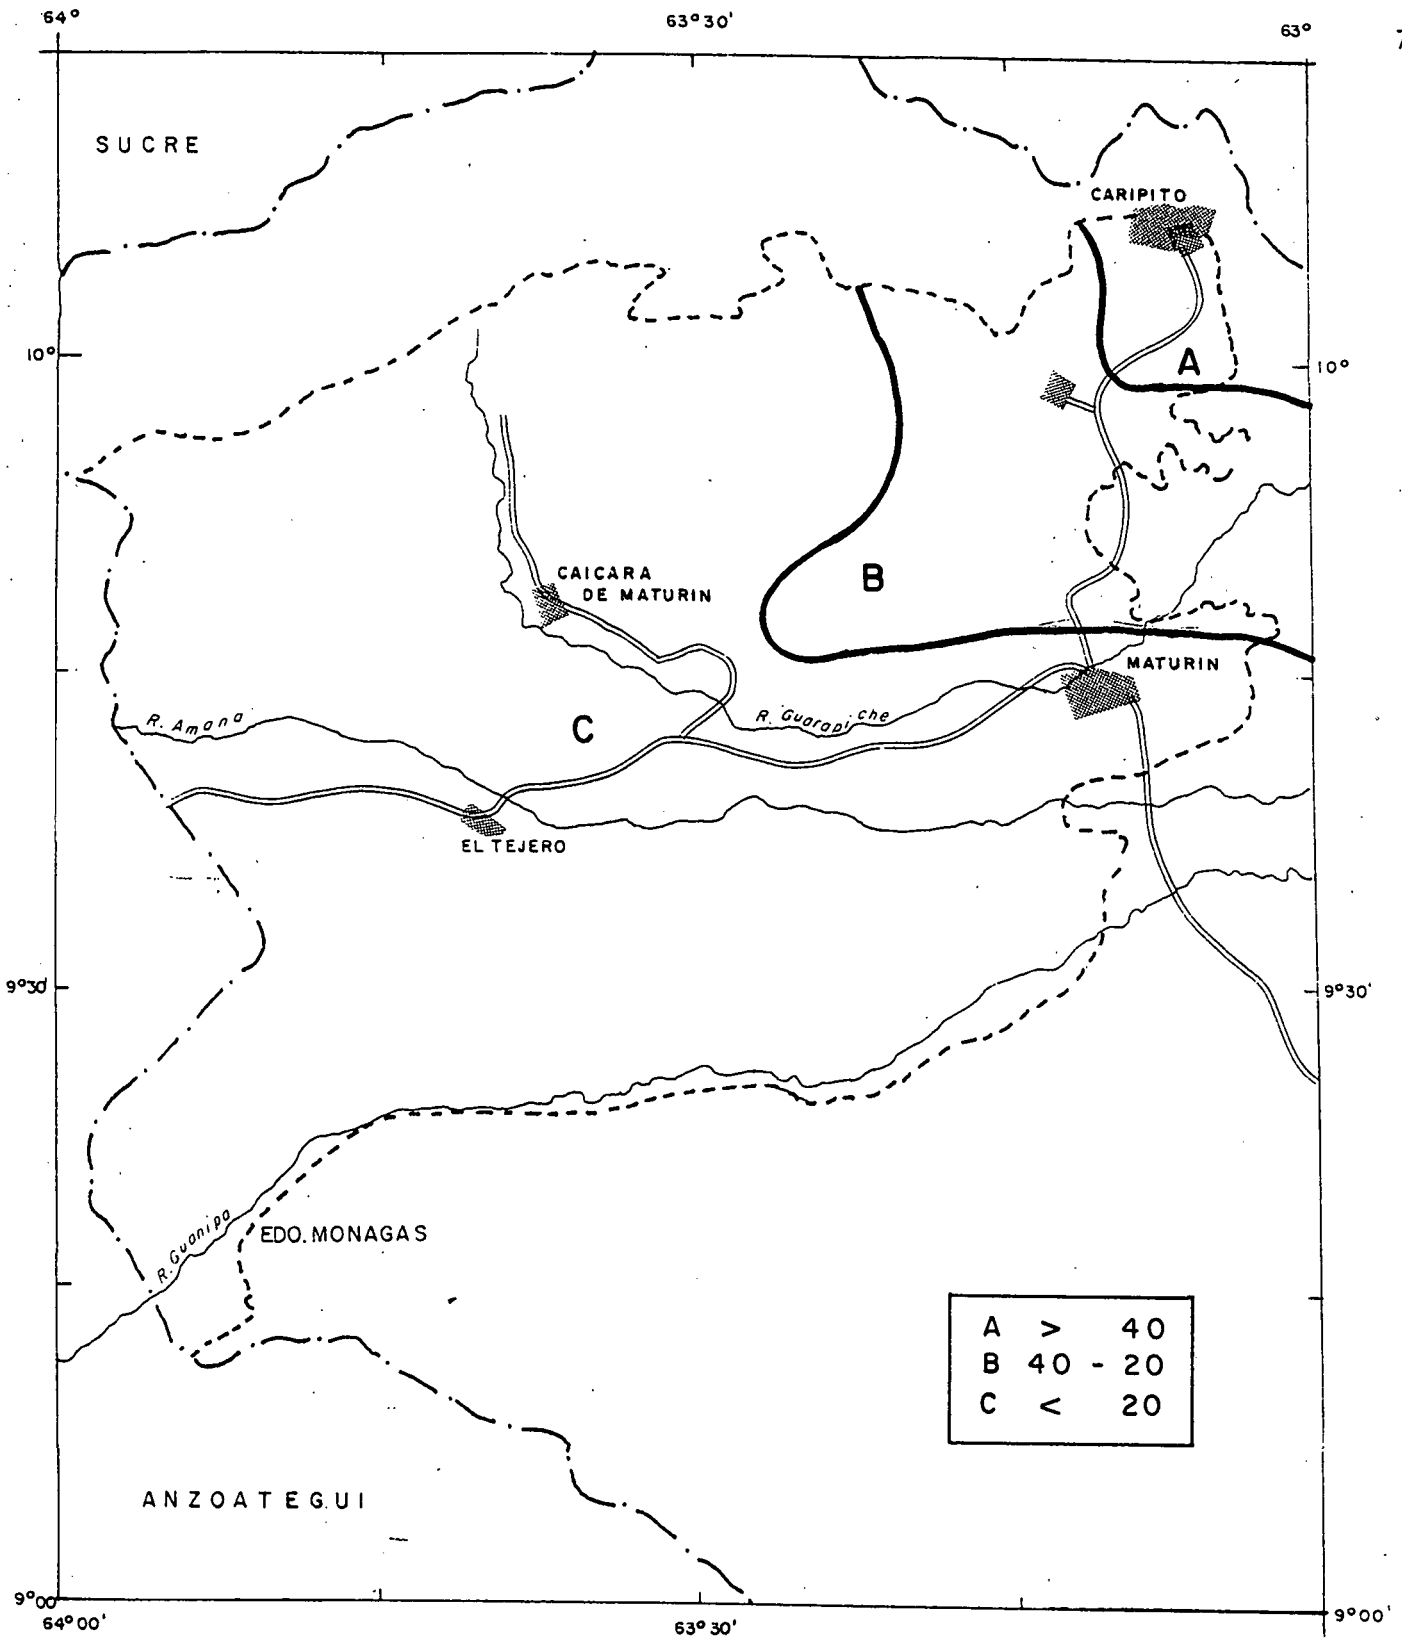 64°
63°30'
63°
7
SUCRE
CARIPITO
10°
10°
A
CAICARA
DE MATURIN
B
MATURIN
R. Amana
R. Guarapiche
C
EL TEJERO
9°30'
9°30'
R. Guanipa
EDO. MONAGAS
A > 40
B 40 - 20
C < 20
ANZOATEGUI
9°00
9°00'
64°00'
63°30'